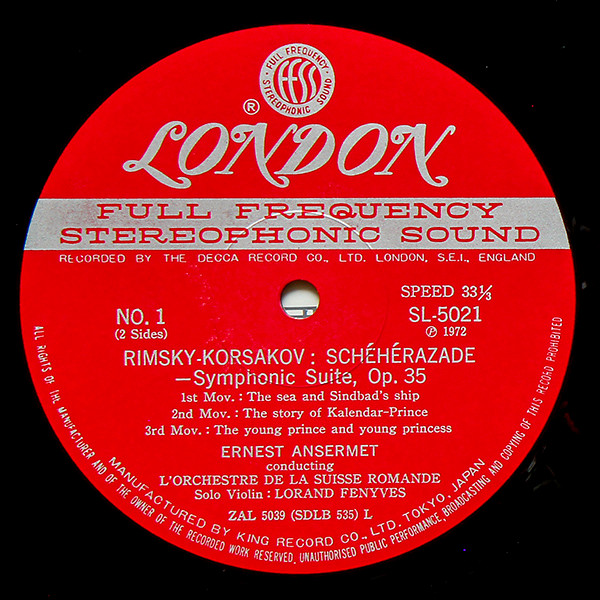 FULL FREQUENCY
FFSS
STEREOPHONIC SOUND
®
LONDON
FULL FREQUENCY
STEREOPHONIC SOUND
RECORDED BY THE DECCA RECORD CO., LTD. LONDON, S.E.I., ENGLAND
NO. 1
(2 Sides)
SPEED 33⅓
SL-5021
℗ 1972
RIMSKY-KORSAKOV : SCHÉHÉRAZADE
—Symphonic Suite, Op. 35
1st Mov. : The sea and Sindbad's ship
2nd Mov. : The story of Kalendar-Prince
3rd Mov. : The young prince and young princess
ERNEST ANSERMET
conducting
L'ORCHESTRE DE LA SUISSE ROMANDE
Solo Violin : LORAND FENYVES
ZAL 5039 (SDLB 535) L
MANUFACTURED BY KING RECORD CO., LTD. TOKYO, JAPAN
ALL RIGHTS OF THE MANUFACTURER AND OF THE OWNER OF THE RECORDED WORK RESERVED, UNAUTHORISED PUBLIC PERFORMANCE, BROADCASTING AND COPYING OF THIS RECORD PROHIBITED